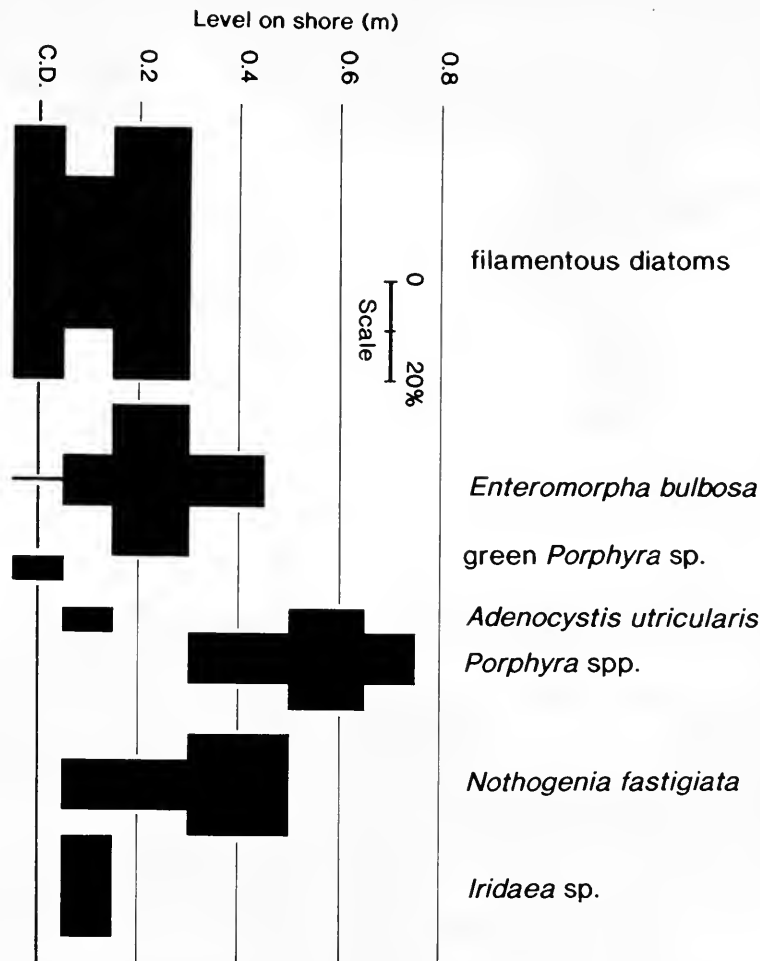 Level on shore (m)
C.D.
0.2
0.4
0.6
0.8
filamentous diatoms
0
20%
Scale
Enteromorpha bulbosa
green Porphyra sp.
Adenocystis utricularis
Porphyra spp.
Nothogenia fastigiata
Iridaea sp.